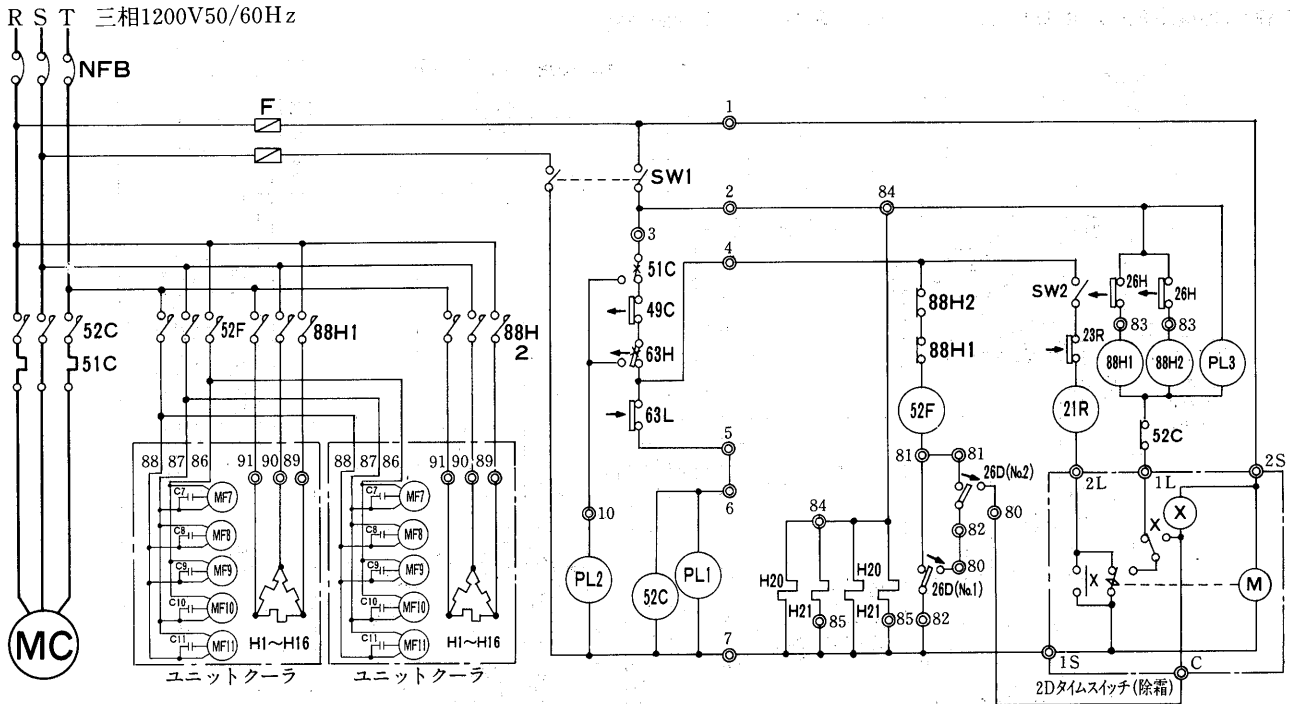 R S T 三相1200V50/60Hz
NFB
F
1
SW1
2
84
3
4
51C
49C
63H
63L
88H2
88H1
SW2
23R
26H
26H
83
83
88H1
88H2
PL3
52F
21R
52C
52C
51C
52F
88H1
88H
2
5
6
10
81
81
26D(No.2)
82
80
80
26D(No.1)
82
2L
1L
2S
X
X
X
M
88 87 86 91 90 89
88 87 86 91 90 89
C7
MF7
C8
MF8
C9
MF9
C10
MF10
C11
MF11
H1~H16
C7
MF7
C8
MF8
C9
MF9
C10
MF10
C11
MF11
H1~H16
PL2
52C
PL1
84
H20
H21
85
H20
H21
85
7
1S
C
MC
ユニットクーラ
ユニットクーラ
2Dタイムスイッチ(除霜)